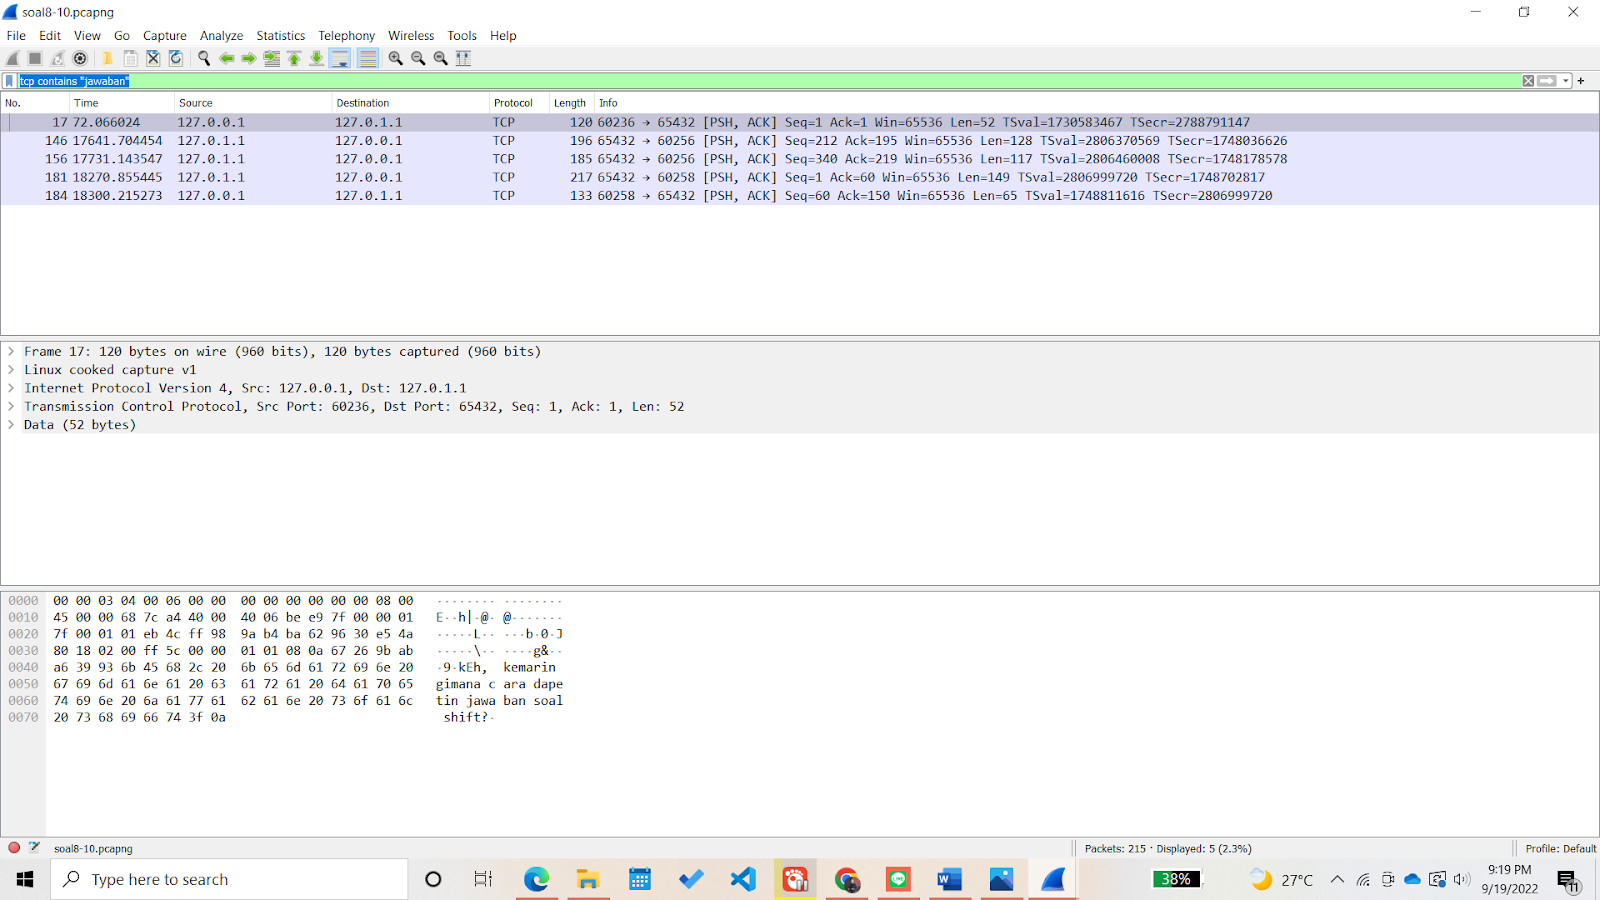 soal8-10.pcapng
File Edit View Go Capture Analyze Statistics Telephony Wireless Tools Help
tcp contains "jawaban"
No. Time Source Destination Protocol Length Info
17 72.066024 127.0.0.1 127.0.1.1 TCP 120 60236 → 65432 [PSH, ACK] Seq=1 Ack=1 Win=65536 Len=52 TSval=1730583467 TSecr=2788791147
146 17641.704454 127.0.1.1 127.0.0.1 TCP 196 65432 → 60256 [PSH, ACK] Seq=212 Ack=195 Win=65536 Len=128 TSval=2806370569 TSecr=1748036626
156 17731.143547 127.0.1.1 127.0.0.1 TCP 185 65432 → 60256 [PSH, ACK] Seq=340 Ack=219 Win=65536 Len=117 TSval=2806460008 TSecr=1748178578
181 18270.855445 127.0.1.1 127.0.0.1 TCP 217 65432 → 60258 [PSH, ACK] Seq=1 Ack=60 Win=65536 Len=149 TSval=2806999720 TSecr=1748702817
184 18300.215273 127.0.0.1 127.0.1.1 TCP 133 60258 → 65432 [PSH, ACK] Seq=60 Ack=150 Win=65536 Len=65 TSval=1748811616 TSecr=2806999720
Frame 17: 120 bytes on wire (960 bits), 120 bytes captured (960 bits)
Linux cooked capture v1
Internet Protocol Version 4, Src: 127.0.0.1, Dst: 127.0.1.1
Transmission Control Protocol, Src Port: 60236, Dst Port: 65432, Seq: 1, Ack: 1, Len: 52
Data (52 bytes)
0000 00 00 03 04 00 06 00 00 00 00 00 00 00 00 08 00 ········ ········
0010 45 00 00 68 7c a4 40 00 40 06 be e9 7f 00 00 01 E··h|·@· @·······
0020 7f 00 01 01 eb 4c ff 98 9a b4 ba 62 96 30 e5 4a ·····L·· ···b·0·J
0030 80 18 02 00 ff 5c 00 00 01 01 08 0a 67 26 9b ab ·····\·· ····g&··
0040 a6 39 93 6b 45 68 2c 20 6b 65 6d 61 72 69 6e 20 ·9·kEh, kemarin
0050 67 69 6d 61 6e 61 20 63 61 72 61 20 64 61 70 65 gimana c ara dape
0060 74 69 6e 20 6a 61 77 61 62 61 6e 20 73 6f 61 6c tin jawa ban soal
0070 20 73 68 69 66 74 3f 0a shift?·
soal8-10.pcapng Packets: 215 · Displayed: 5 (2.3%) Profile: Default
Type here to search 38% 27°C 9:19 PM
9/19/2022 11